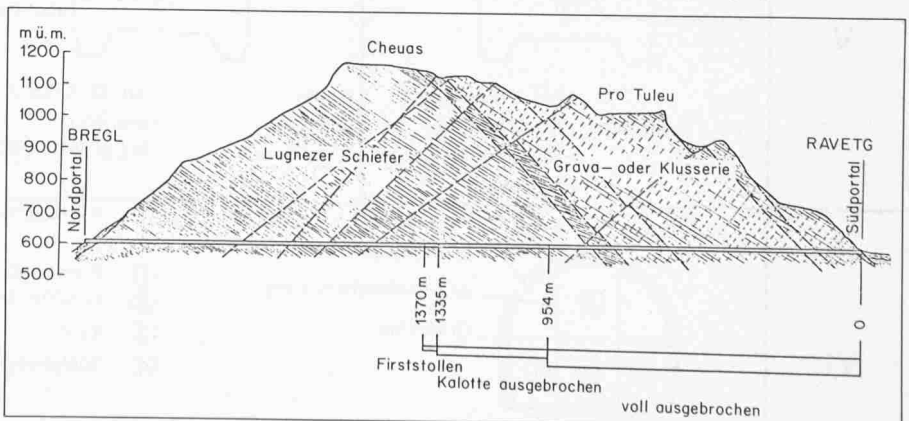 m ü. m.
1200
1100
1000
900
800
700
600
500
Cheuas
Pro Tuleu
BREGL
RAVETG
Nordportal
Südportal
Lugnezer Schiefer
Grava- oder Klusserie
1370 m
1335 m
954 m
0
Firststollen
Kalotte ausgebrochen
voll ausgebrochen